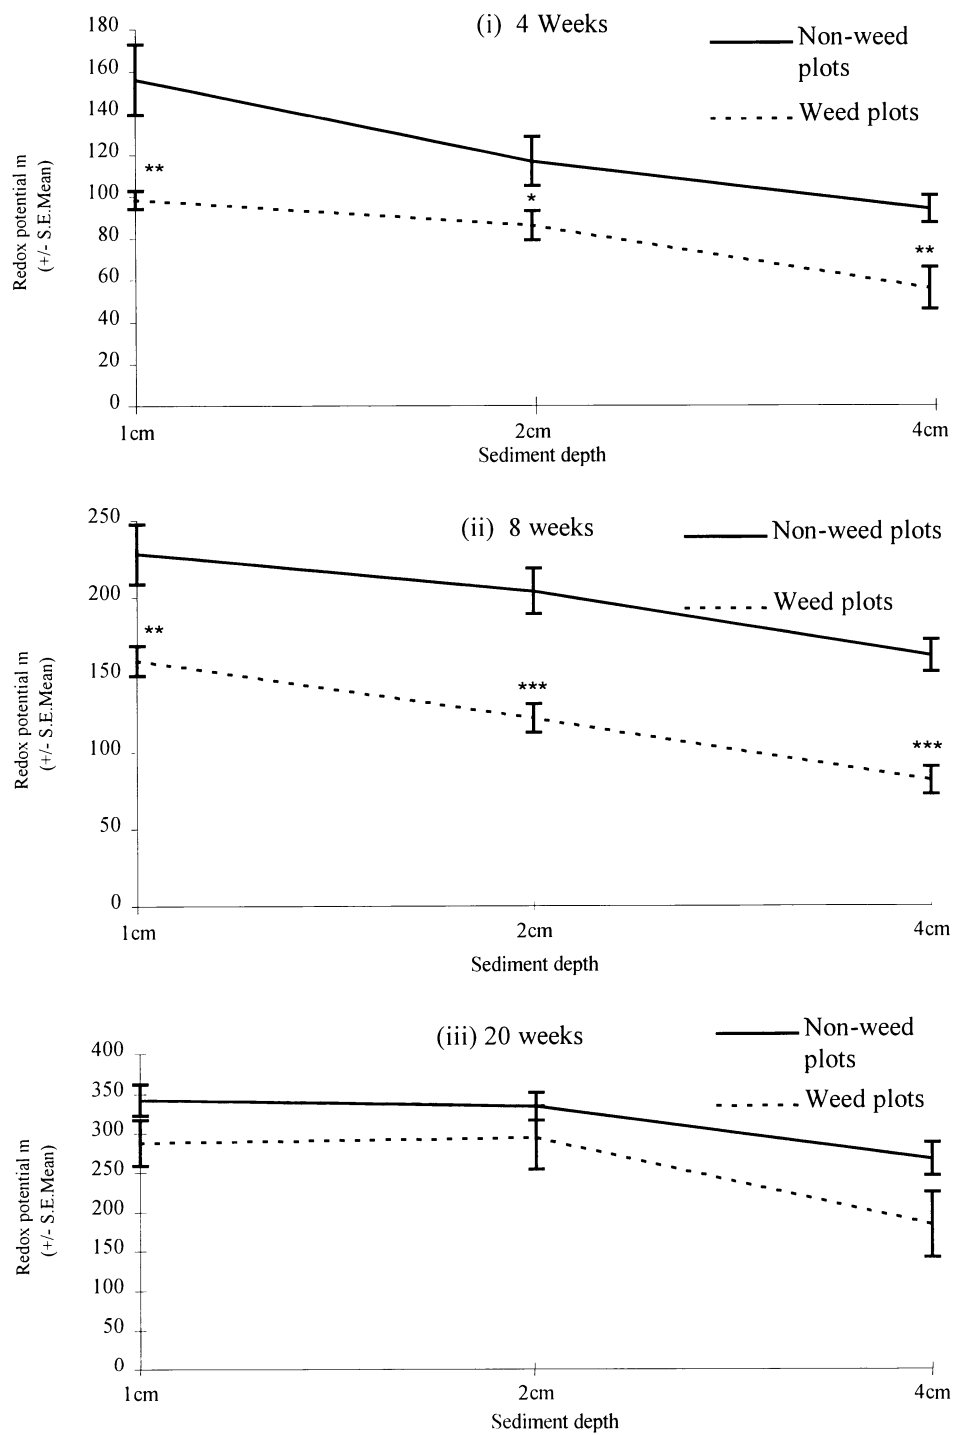 (i) 4 Weeks
Non-weed
plots
Weed plots
180
160
140
120
100
80
60
40
20
0
**
*
**
Redox potential m
(+/- S.E.Mean)
1cm
2cm
4cm
Sediment depth
(ii) 8 weeks
Non-weed plots
Weed plots
250
200
150
100
50
0
**
***
***
Redox potential m
(+/- S.E.Mean)
1cm
2cm
4cm
Sediment depth
(iii) 20 weeks
Non-weed
plots
Weed plots
400
350
300
250
200
150
100
50
0
Redox potential m
(+/- S.E.Mean)
1cm
2cm
4cm
Sediment depth